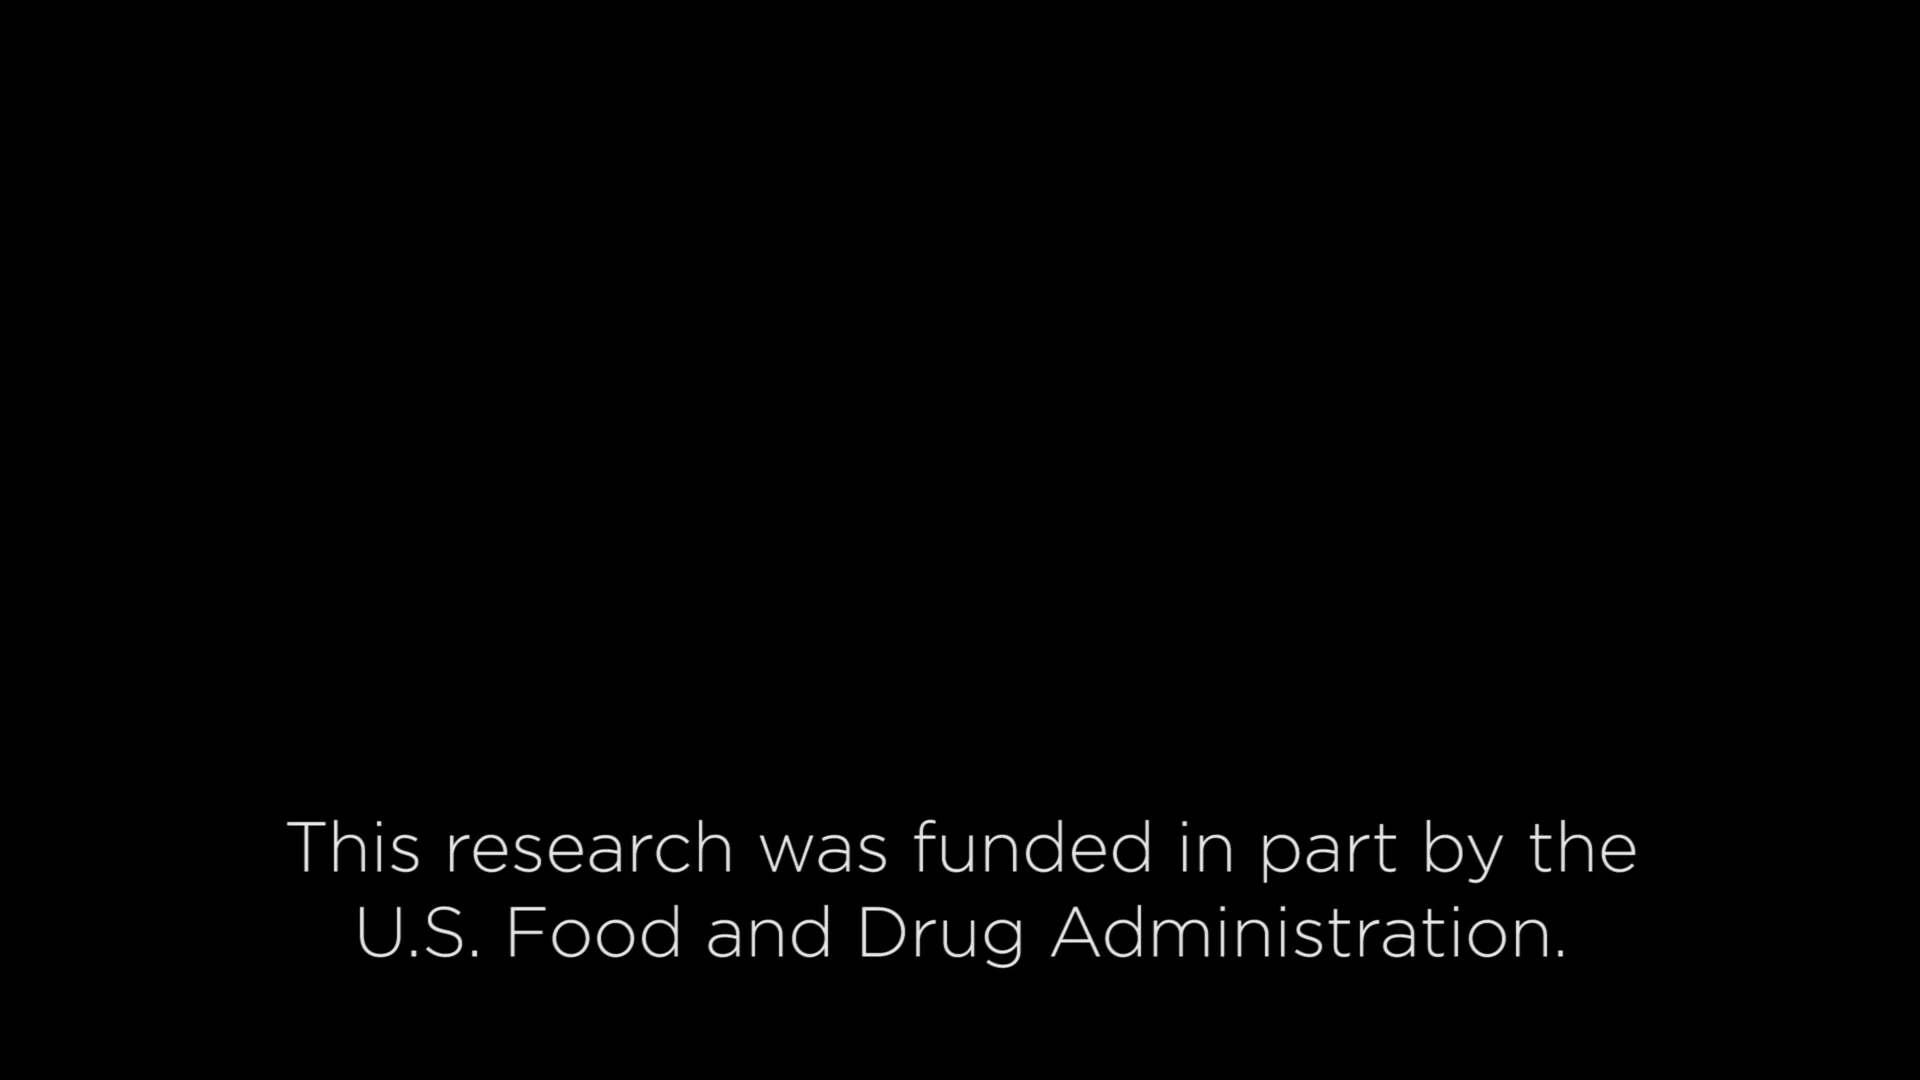 This research was funded in part by the
U.S. Food and Drug Administration.